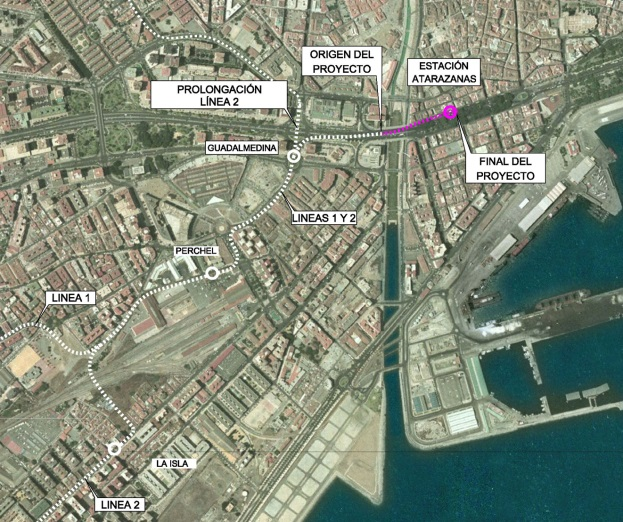 ORIGEN DEL
PROYECTO
ESTACIÓN
ATARAZANAS
PROLONGACIÓN
LÍNEA 2
GUADALMEDINA
FINAL DEL
PROYECTO
LINEAS 1 Y 2
PERCHEL
LINEA 1
LA ISLA
LINEA 2